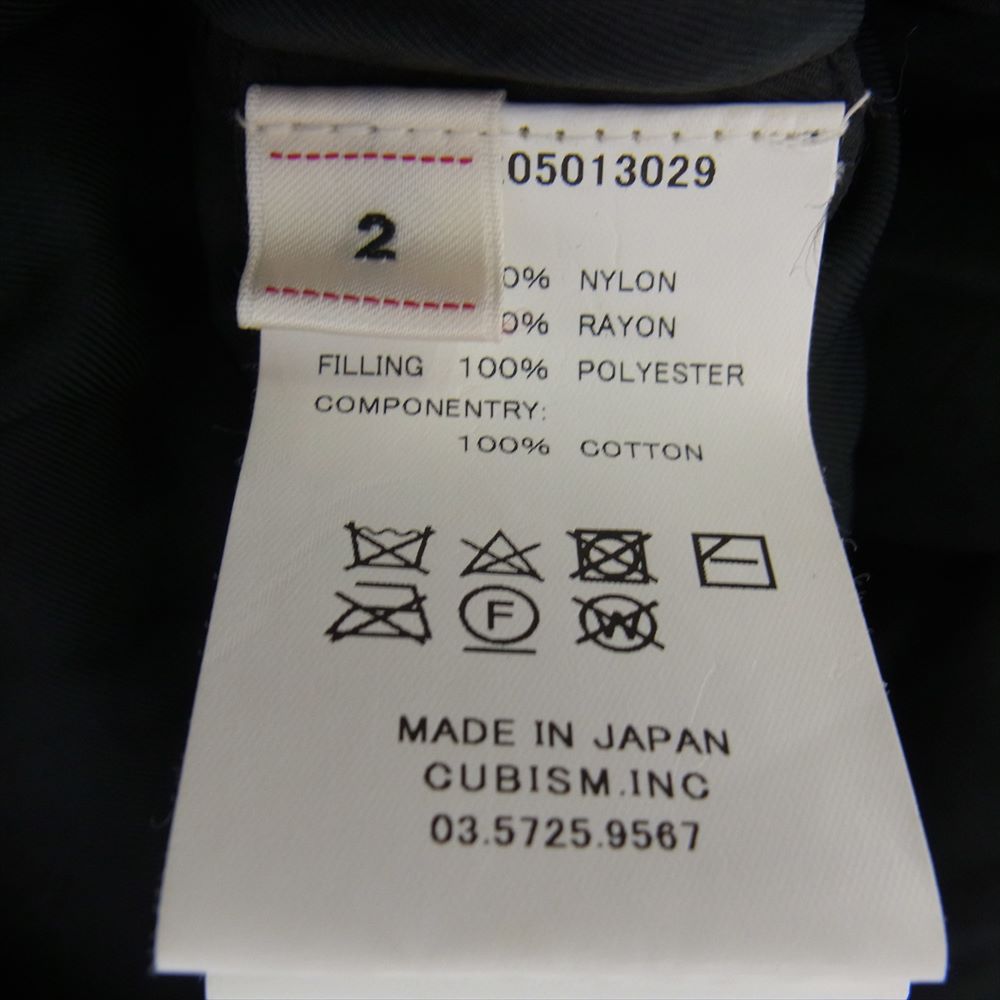 2
05013029
0% NYLON
0% RAYON
FILLING 100% POLYESTER
COMPONENTRY:
100% COTTON
F
W
MADE IN JAPAN
CUBISM.INC
03.5725.9567